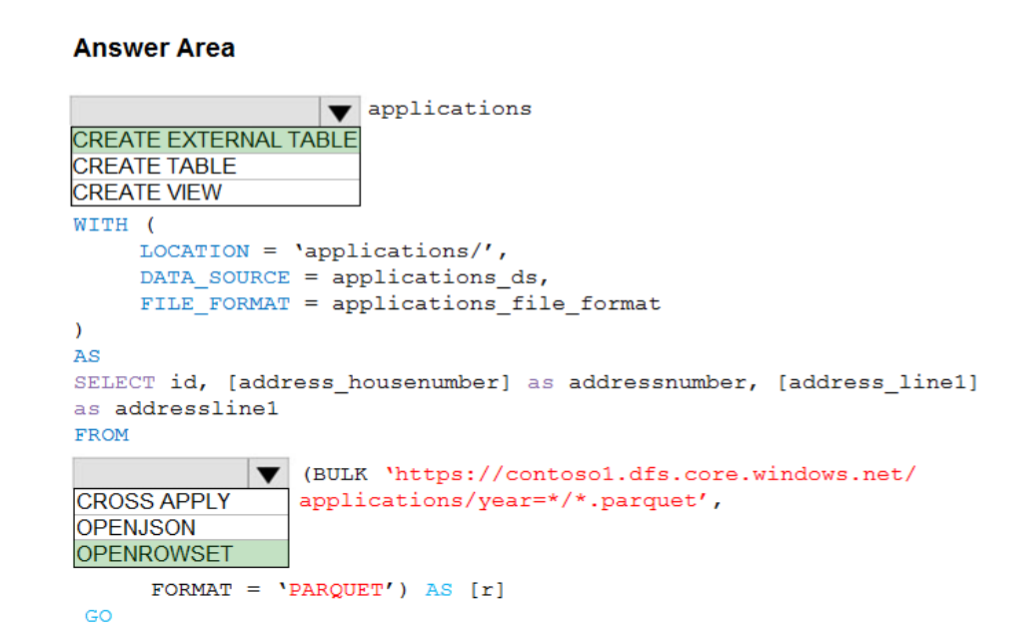 Answer Area
applications
CREATE EXTERNAL TABLE
CREATE TABLE
CREATE VIEW
WITH (
LOCATION = ‘applications/’,
DATA_SOURCE = applications_ds,
FILE_FORMAT = applications_file_format
)
AS
SELECT id, [address_housenumber] as addressnumber, [address_line1]
as addressline1
FROM
(BULK ‘https://contoso1.dfs.core.windows.net/
CROSS APPLY applications/year=*/*.parquet’,
OPENJSON
OPENROWSET
FORMAT = ‘PARQUET’) AS [r]
GO